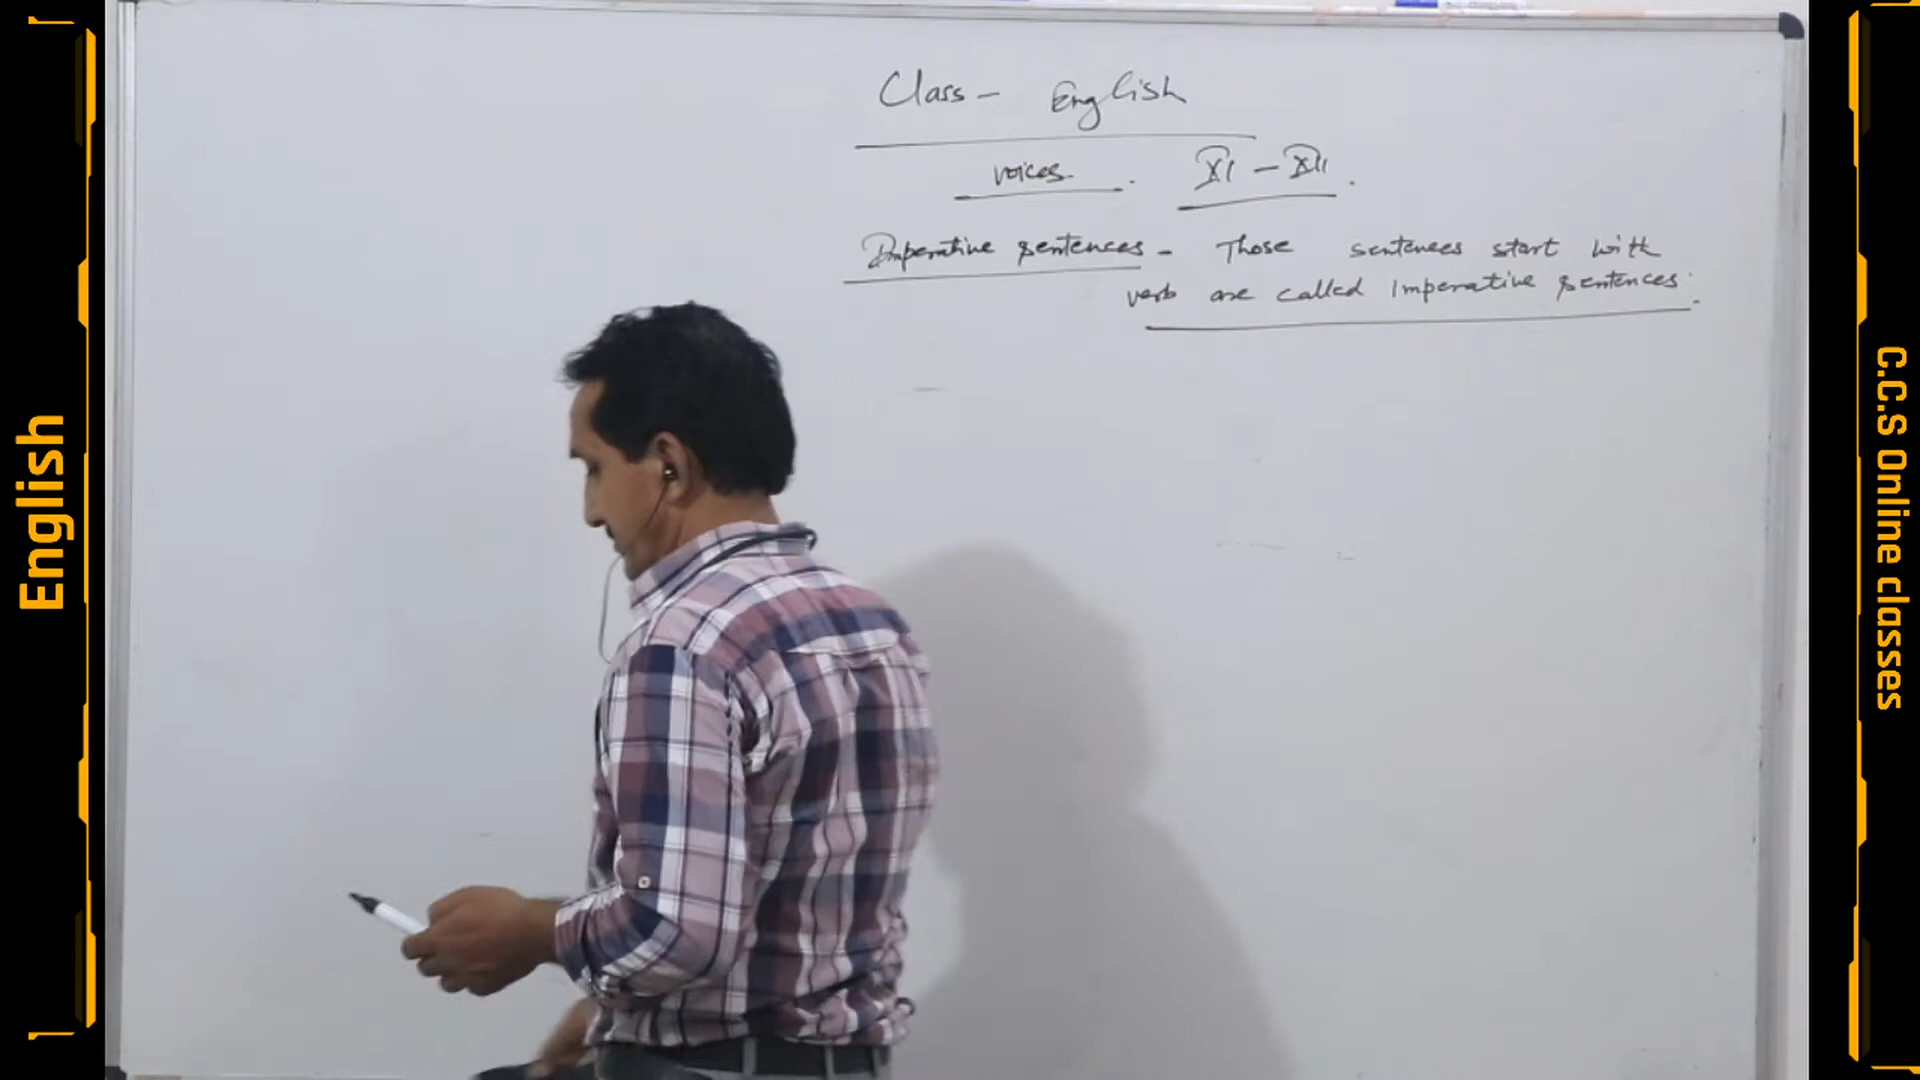 Class - English
voices. XI - XII.
Imperative sentences - Those sentences start with
verb are called Imperative sentences.
English
C.C.S Online classes